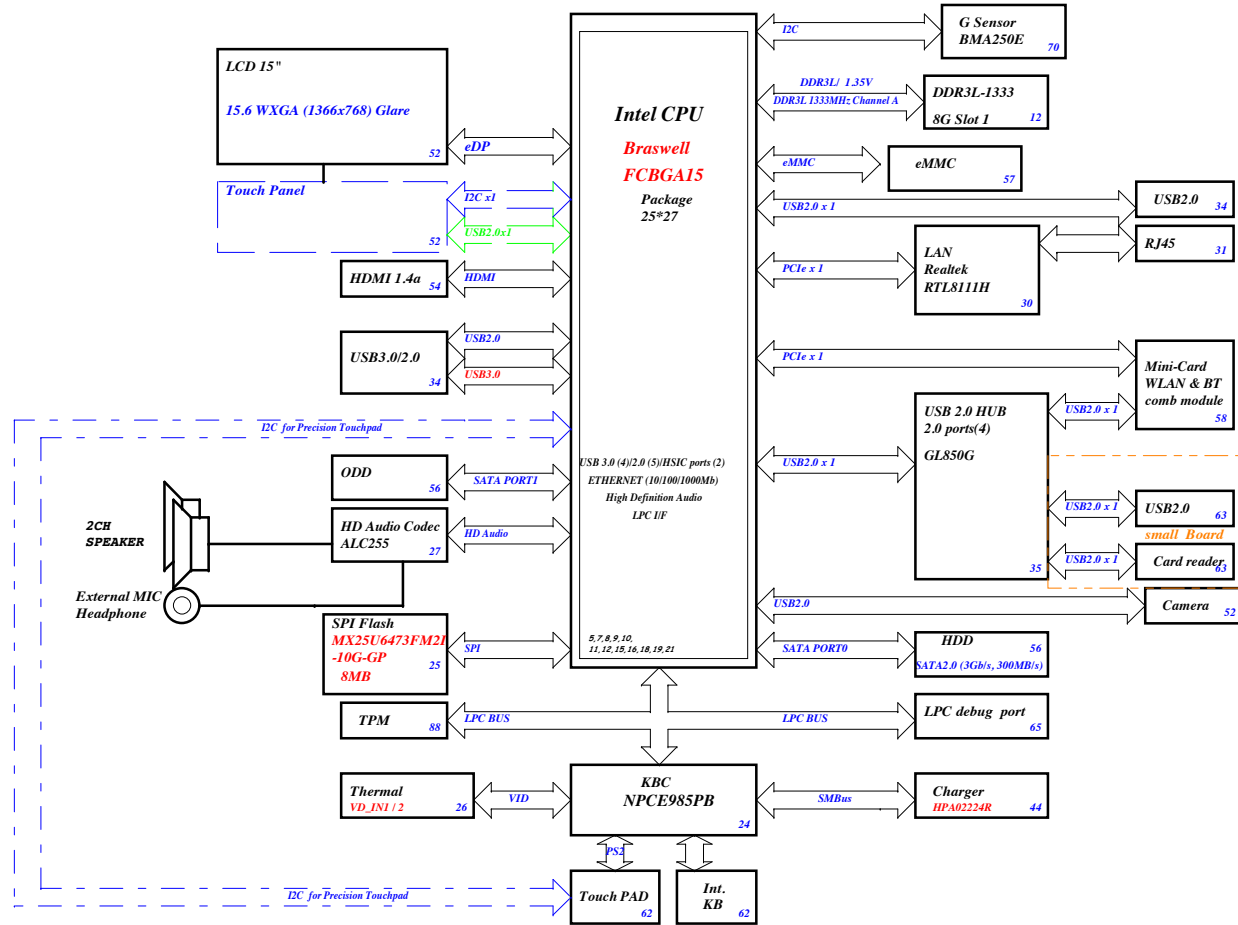 LCD 15"
15.6 WXGA (1366x768) Glare
52
eDP
Touch Panel
52
I2C x1
USB2.0x1
HDMI 1.4a
54
HDMI
USB3.0/2.0
34
USB2.0
USB3.0
I2C for Precision Touchpad
ODD
56
SATA PORT1
2CH
SPEAKER
HD Audio Codec
ALC255
27
HD Audio
External MIC
Headphone
SPI Flash
MX25U6473FM2I
-10G-GP
8MB
25
SPI
TPM
88
LPC BUS
Thermal
VD_IN1 / 2
26
VID
I2C for Precision Touchpad
Intel CPU
Braswell
FCBGA15
Package
25*27
USB 3.0 (4)/2.0 (5)/HSIC ports (2)
ETHERNET (10/100/1000Mb)
High Definition Audio
LPC I/F
5,7,8,9,10,
11,12,15,16,18,19,21
KBC
NPCE985PB
24
PS2
Touch PAD
62
Int.
KB
62
I2C
G Sensor
BMA250E
70
DDR3L/ 1.35V
DDR3L 1333MHz Channel A
DDR3L-1333
8G Slot 1
12
eMMC
eMMC
57
USB2.0 x 1
USB2.0
34
PCIe x 1
LAN
Realtek
RTL8111H
30
RJ45
31
PCIe x 1
Mini-Card
WLAN & BT
comb module
58
USB2.0 x 1
USB 2.0 HUB
2.0 ports(4)
GL850G
35
USB2.0 x 1
USB2.0 x 1
USB2.0
63
small Board
USB2.0 x 1
Card reader
63
USB2.0
Camera
52
SATA PORT0
HDD
56
SATA2.0 (3Gb/s, 300MB/s)
LPC BUS
LPC debug port
65
SMBus
Charger
HPA02224R
44